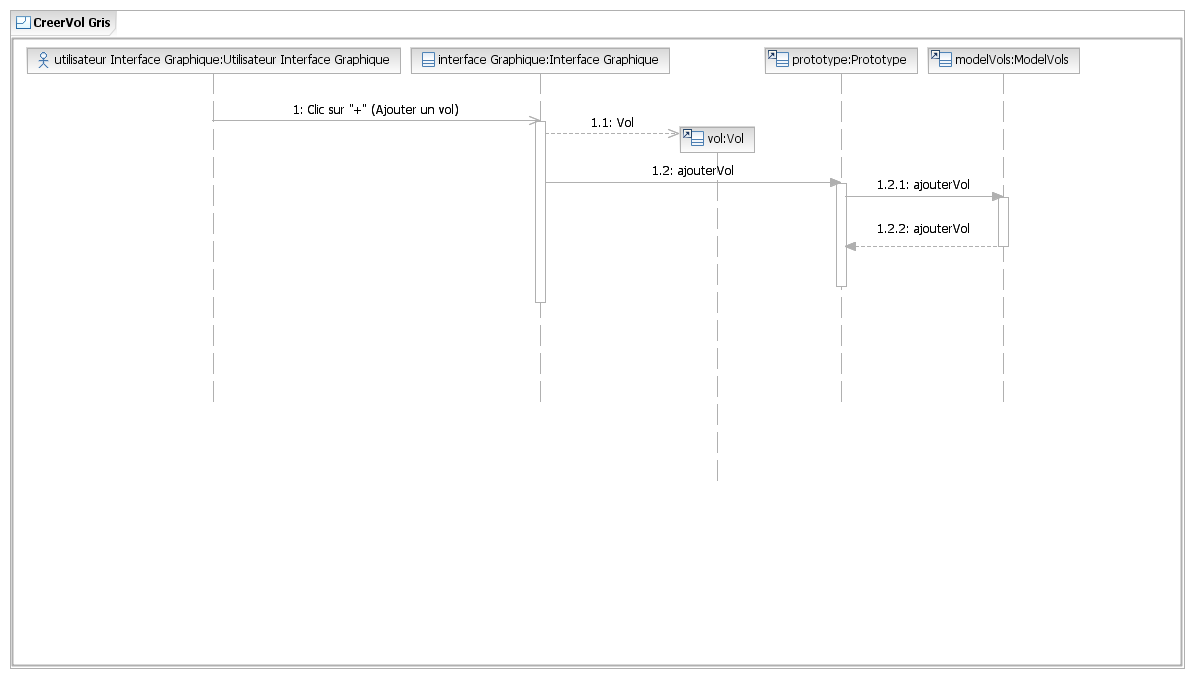 CreerVol Gris
utilisateur Interface Graphique:Utilisateur Interface Graphique
interface Graphique:Interface Graphique
prototype:Prototype
modelVols:ModelVols
1: Clic sur "+" (Ajouter un vol)
1.1: Vol
vol:Vol
1.2: ajouterVol
1.2.1: ajouterVol
1.2.2: ajouterVol